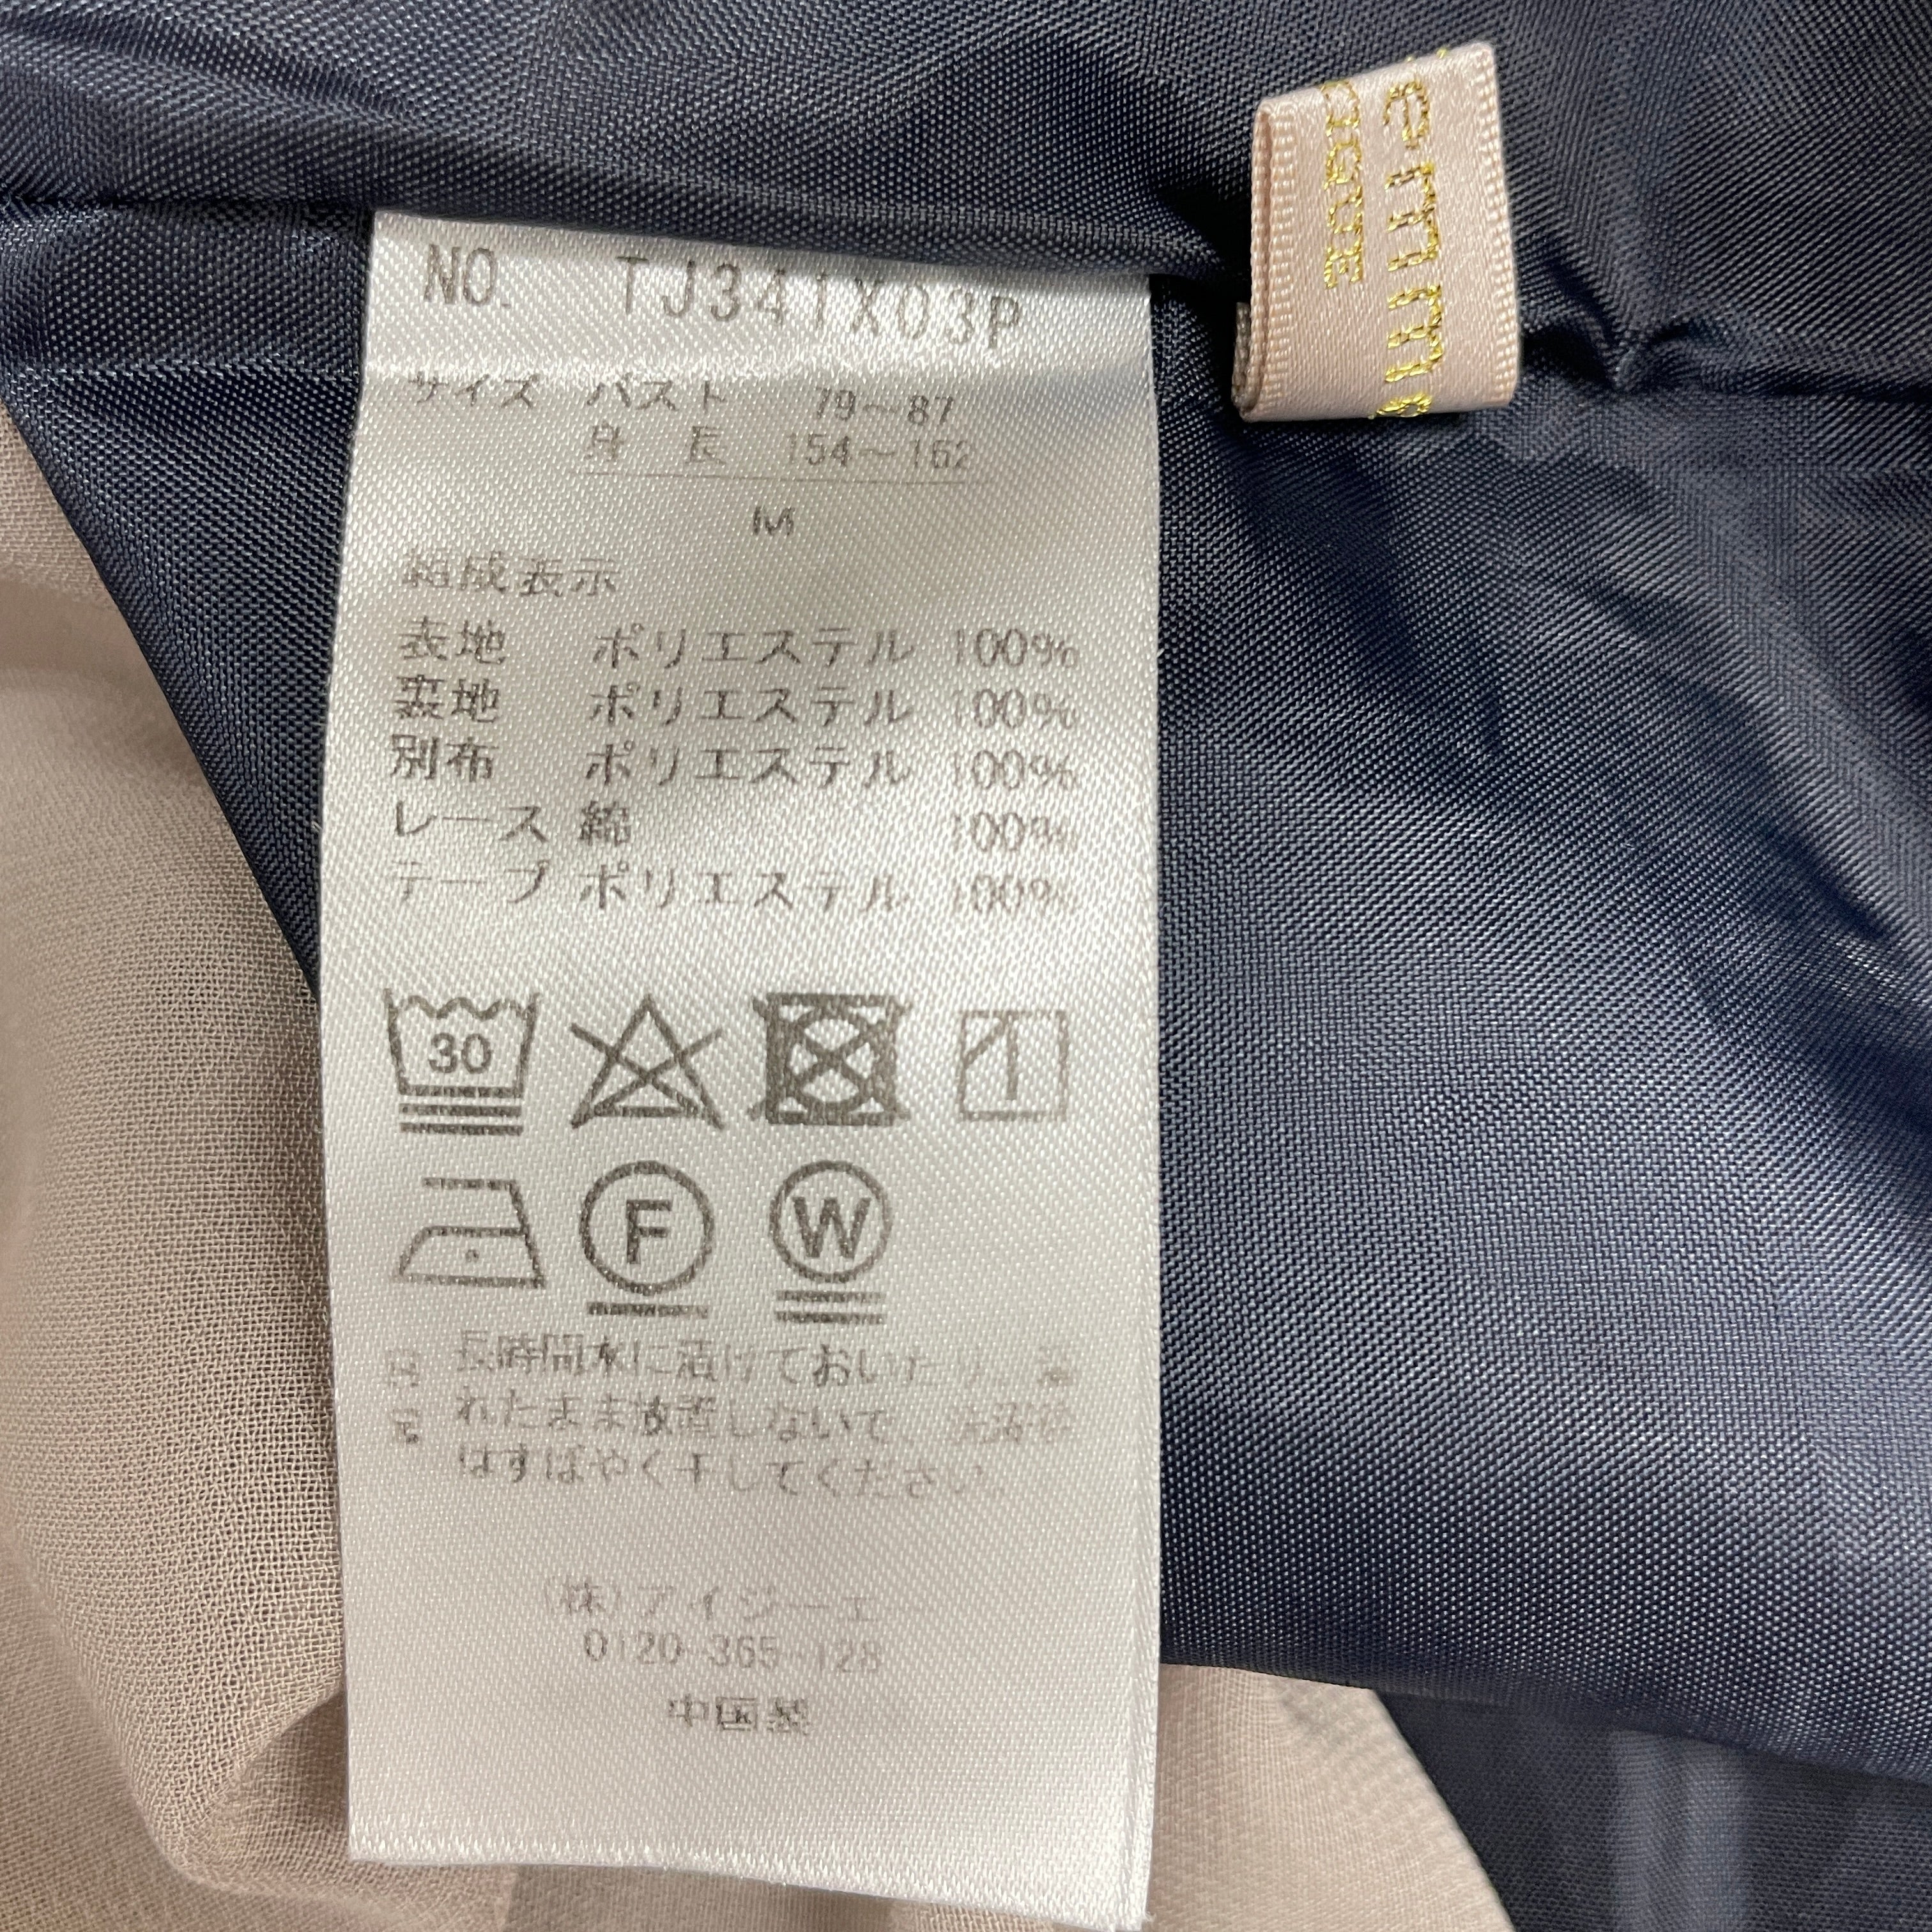 NO. TJ341X03P
サイズ バスト 79～87
身 長 154～162
M
組成表示
表地 ポリエステル 100%
裏地 ポリエステル 100%
別布 ポリエステル 100%
レース 綿 100%
テープ ポリエステル 100%
30
F
W
長時間水に漬けておいたり、
れたまま放置しないで、洗濯後
はすばやく干してください。
(株)アイジーエ
0120-365-128
中国製